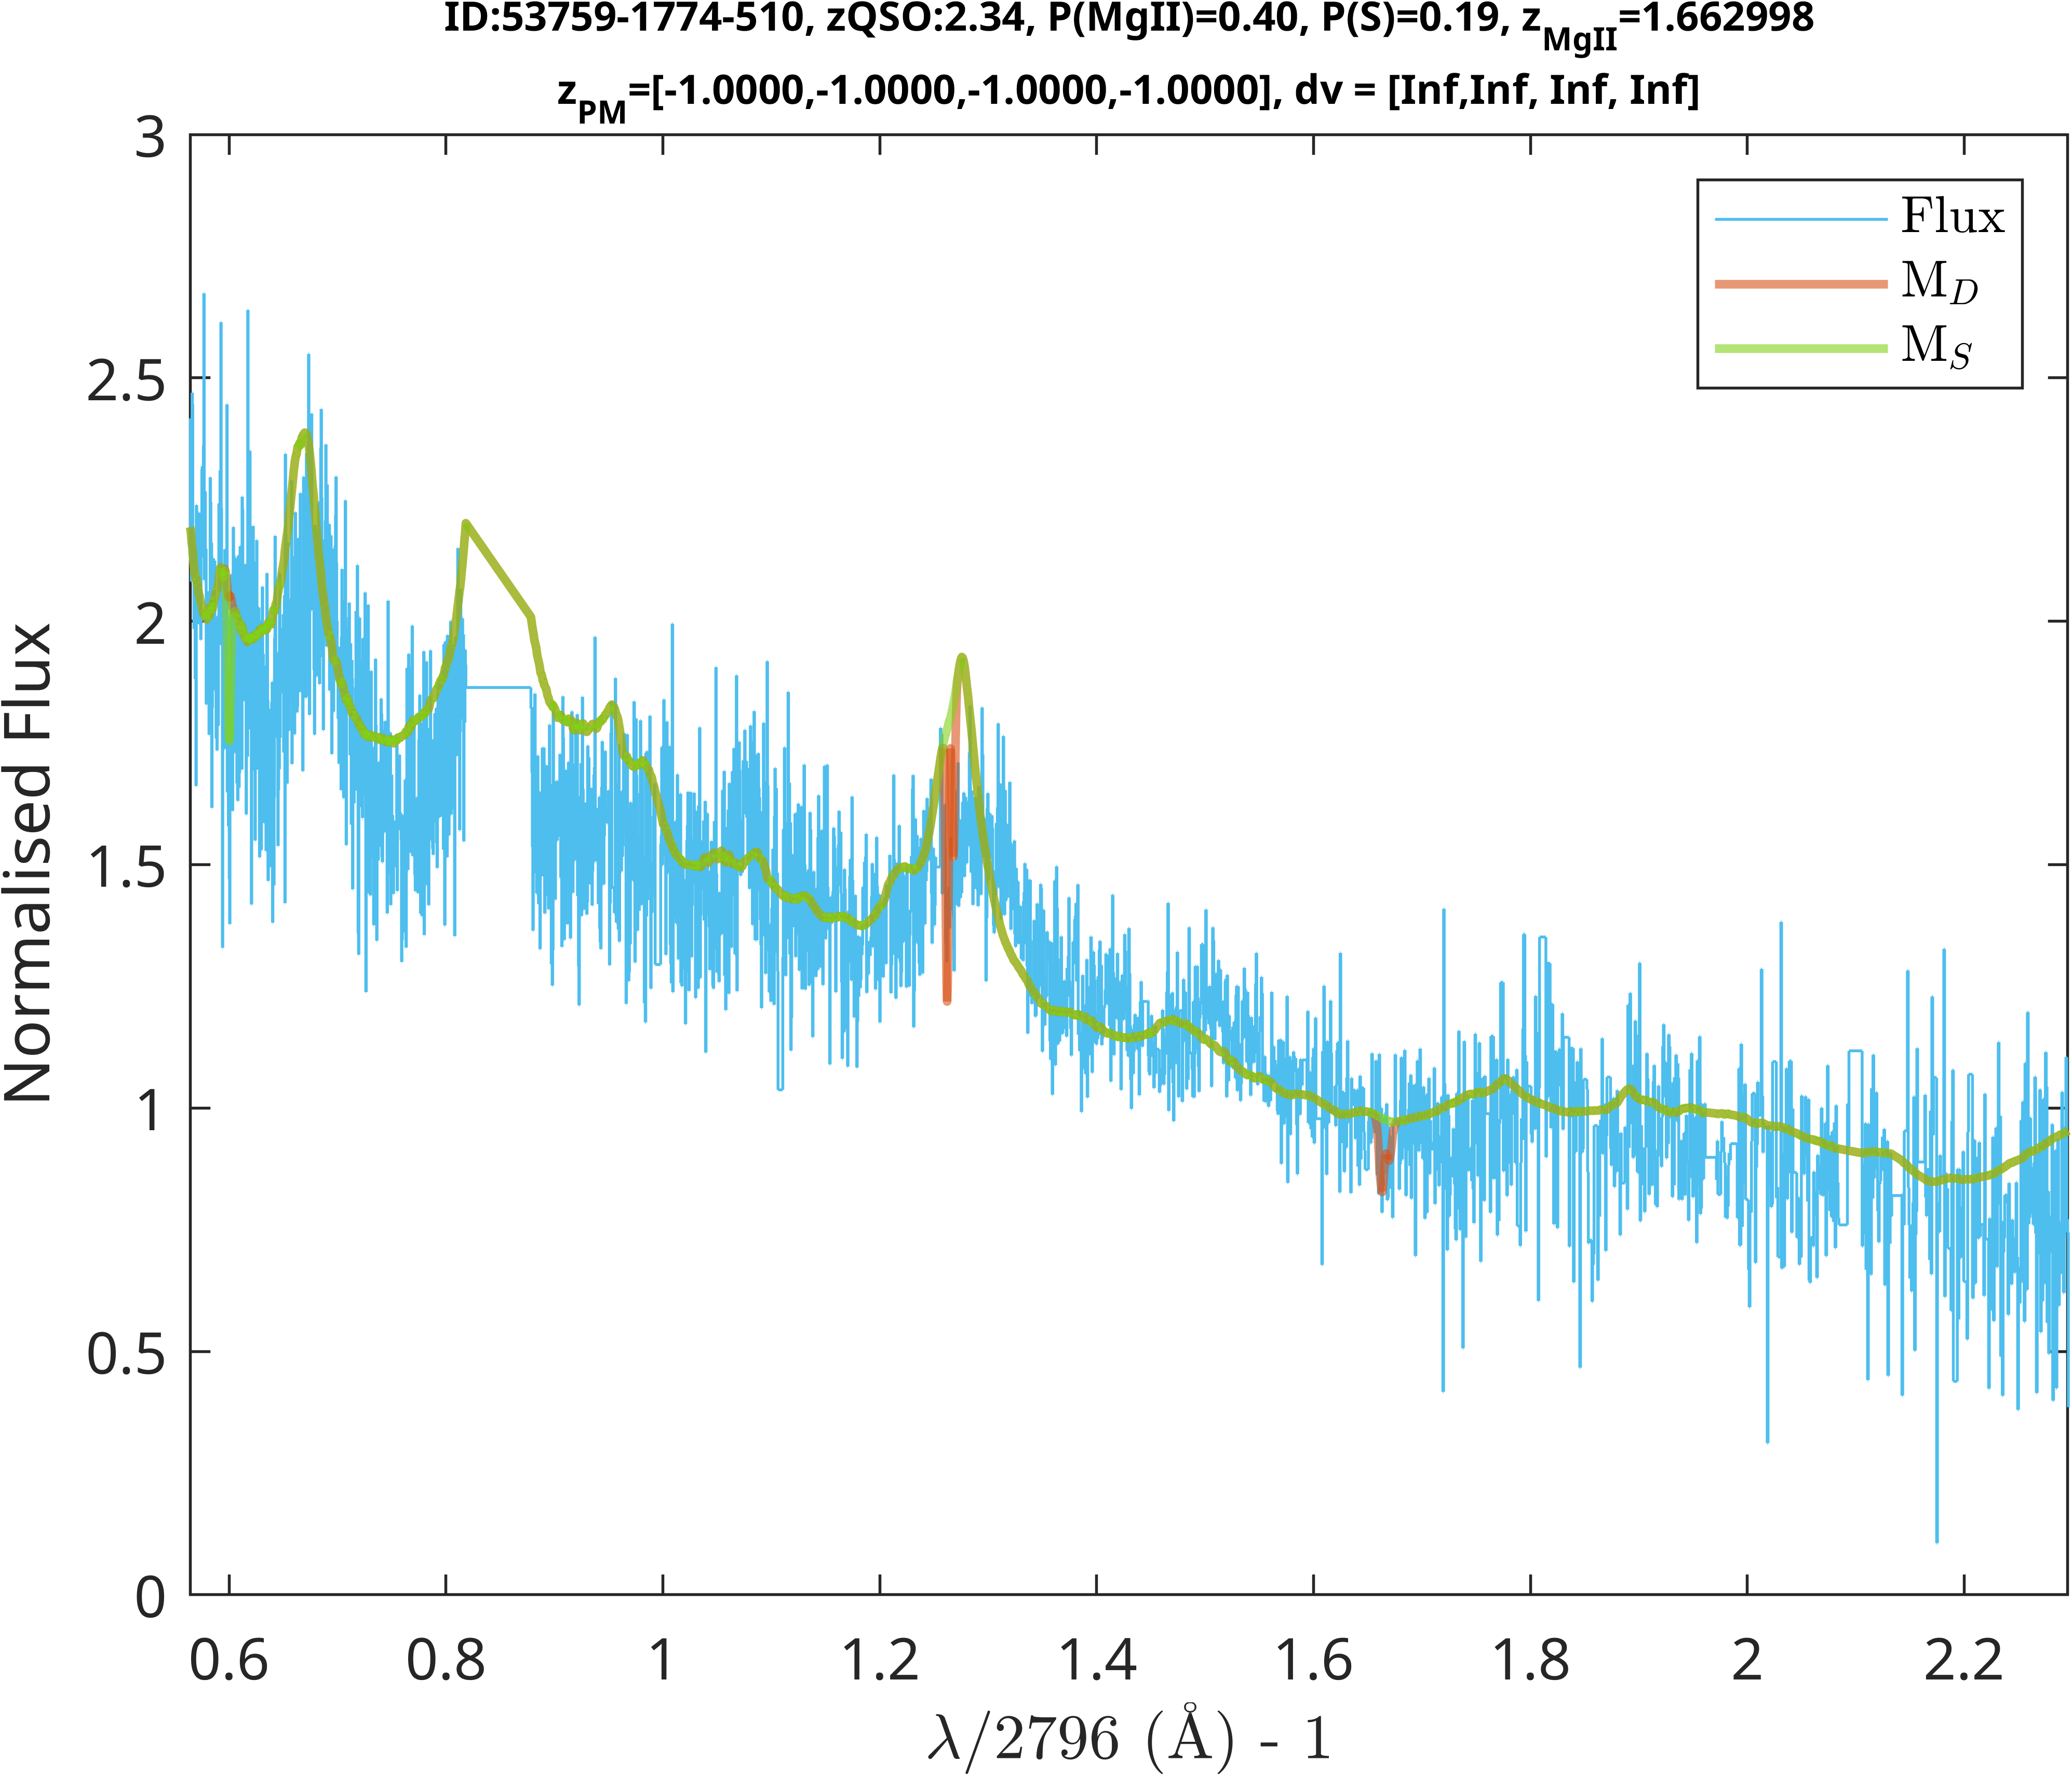 ID:53759-1774-510, zQSO:2.34, P(MgII)=0.40, P(S)=0.19, zMgII=1.662998
zPM=[-1.0000,-1.0000,-1.0000,-1.0000], dv = [Inf,Inf, Inf, Inf]
3
2.5
2
1.5
1
0.5
0
Normalised Flux
Flux
MD
MS
0.6 0.8 1 1.2 1.4 1.6 1.8 2 2.2
λ/2796 (Å) - 1